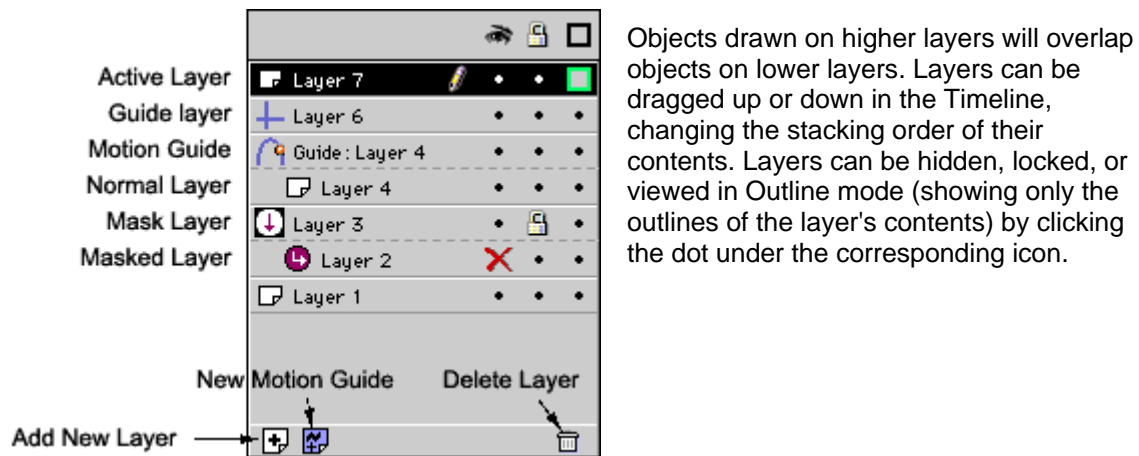 Active Layer
Layer 7
Guide layer
Layer 6
Motion Guide
Guide: Layer 4
Normal Layer
Layer 4
Mask Layer
Layer 3
Masked Layer
Layer 2
Layer 1
New Motion Guide
Delete Layer
Add New Layer
Objects drawn on higher layers will overlap
objects on lower layers. Layers can be
dragged up or down in the Timeline,
changing the stacking order of their
contents. Layers can be hidden, locked, or
viewed in Outline mode (showing only the
outlines of the layer's contents) by clicking
the dot under the corresponding icon.